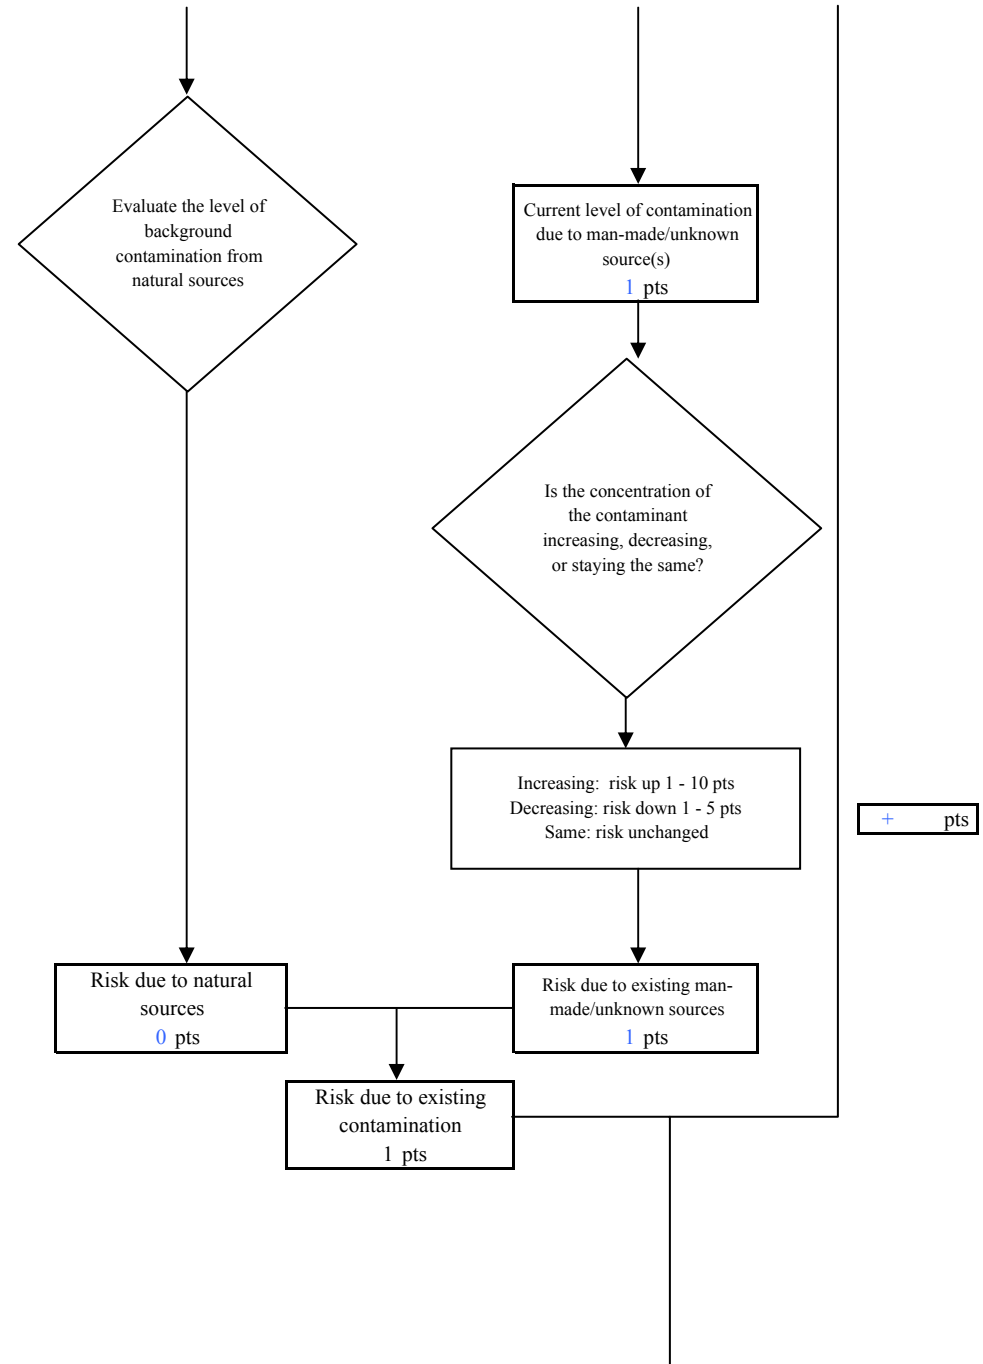 Evaluate the level of
background
contamination from
natural sources
Current level of contamination
due to man-made/unknown
source(s)
1 pts
Is the concentration of
the contaminant
increasing, decreasing,
or staying the same?
Increasing: risk up 1 - 10 pts
Decreasing: risk down 1 - 5 pts
Same: risk unchanged
+ pts
Risk due to natural
sources
0 pts
Risk due to existing man-
made/unknown sources
1 pts
Risk due to existing
contamination
1 pts